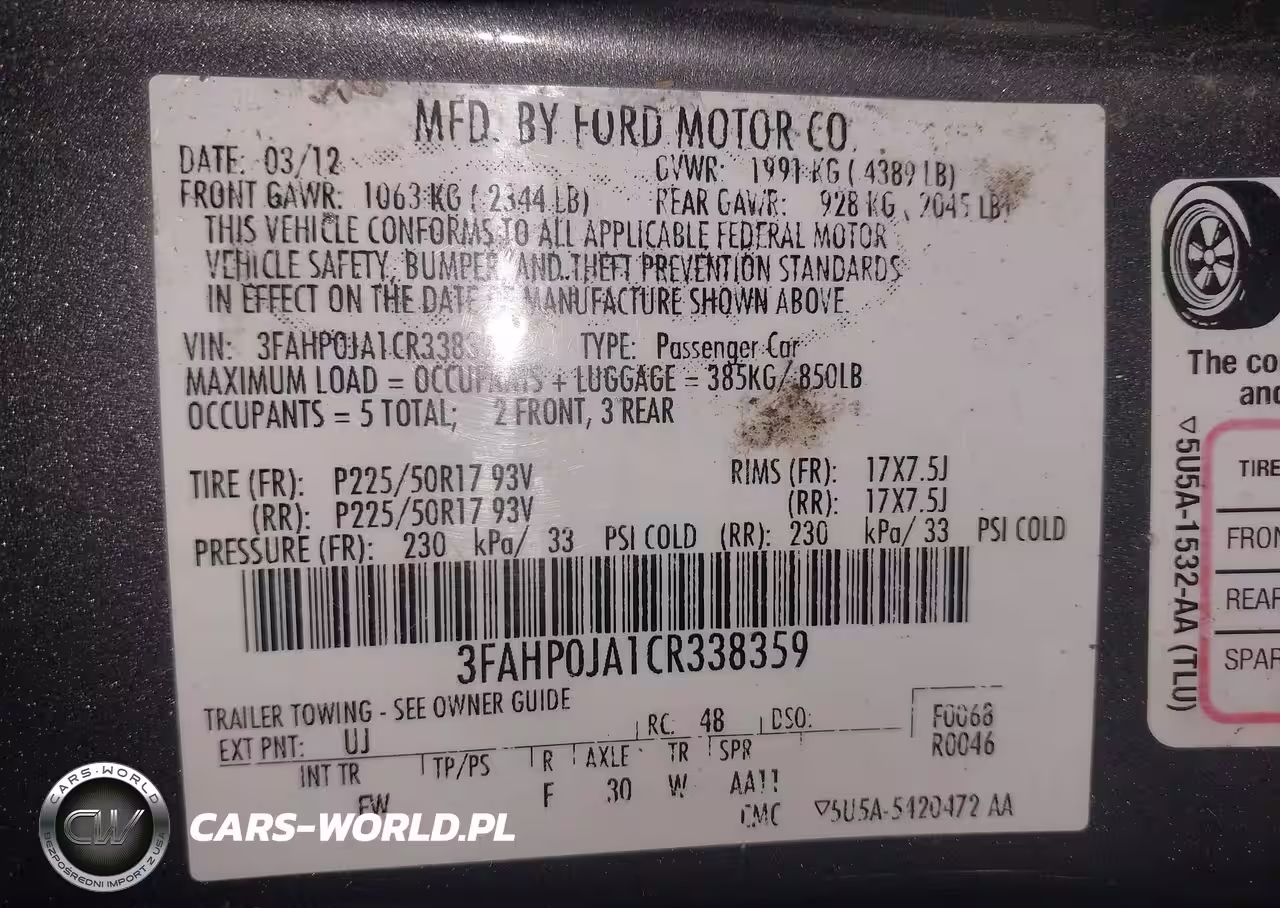 MFD. BY FORD MOTOR CO.
DATE: 03/12
GVWR: 1991 KG ( 4389 LB)
FRONT GAWR: 1063 KG ( 2344 LB)
REAR GAWR: 928 KG ( 2045 LB)
THIS VEHICLE CONFORMS TO ALL APPLICABLE FEDERAL MOTOR
VEHICLE SAFETY, BUMPER AND THEFT PREVENTION STANDARDS
IN EFFECT ON THE DATE MANUFACTURE SHOWN ABOVE.
VIN: 3FAHP0JA1CR338 TYPE: Passenger Car
MAXIMUM LOAD = OCCUPANTS + LUGGAGE = 385KG/ 850LB
OCCUPANTS = 5 TOTAL; 2 FRONT, 3 REAR
TIRE (FR): P225/50R17 93V RIMS (FR): 17X7.5J
(RR): P225/50R17 93V (RR): 17X7.5J
PRESSURE (FR): 230 kPa/ 33 PSI COLD (RR): 230 kPa/ 33 PSI COLD
3FAHP0JA1CR338359
TRAILER TOWING - SEE OWNER GUIDE
EXT PNT: UJ RC: 48 DSO:
F0068
R0046
INT TR TP/PS R AXLE TR SPR
EW F 30 W AA11
▽5U5A-5420472 AA
The co
and
TIRE
FRON
REAR
SPAR
▽5U5A-1532-AA (TLU)
CARS-WORLD
CW
BEZPOŚREDNI IMPORT Z USA
CARS-WORLD.PL